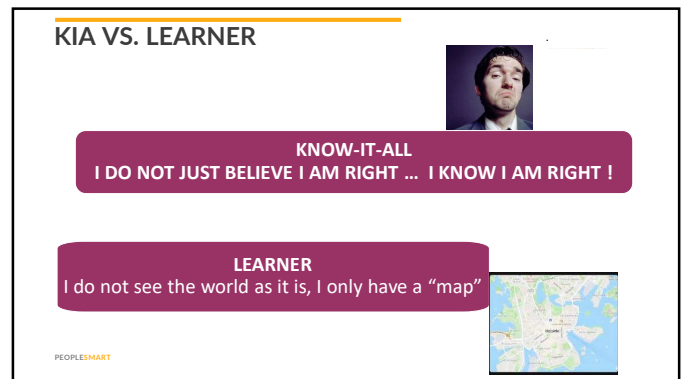 KIA VS. LEARNER
KNOW-IT-ALL
I DO NOT JUST BELIEVE I AM RIGHT ... I KNOW I AM RIGHT !
LEARNER
I do not see the world as it is, I only have a “map”
PEOPLESMART